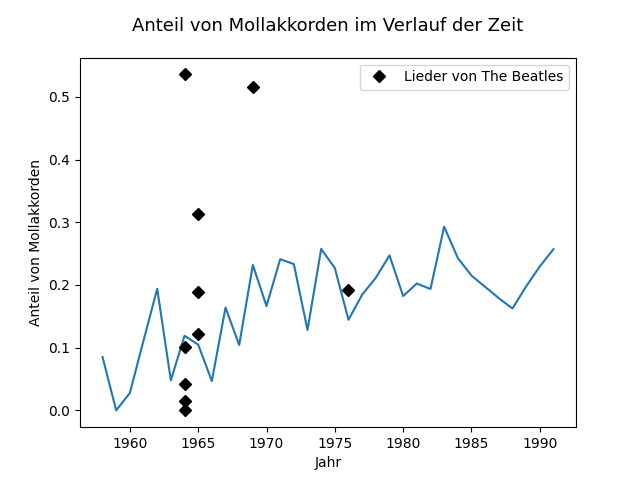 Anteil von Mollakkorden im Verlauf der Zeit
Lieder von The Beatles
Anteil von Mollakkorden
0.5
0.4
0.3
0.2
0.1
0.0
1960 1965 1970 1975 1980 1985 1990
Jahr